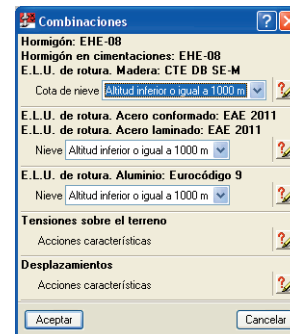 Combinaciones
Hormigón: EHE-08
Hormigón en cimentaciones: EHE-08
E.L.U. de rotura. Madera: CTE DB SE-M
Cota de nieve Altitud inferior o igual a 1000 m
E.L.U. de rotura. Acero conformado: EAE 2011
E.L.U. de rotura. Acero laminado: EAE 2011
Nieve Altitud inferior o igual a 1000 m
E.L.U. de rotura. Aluminio: Eurocódigo 9
Nieve Altitud inferior o igual a 1000 m
Tensiones sobre el terreno
Acciones características
Desplazamientos
Acciones características
Aceptar Cancelar